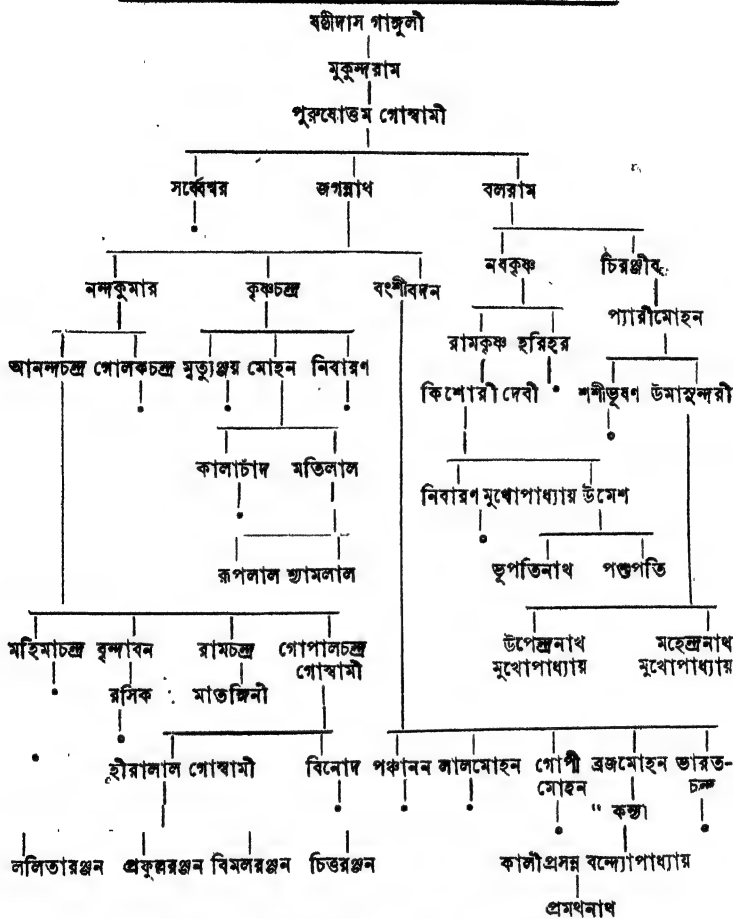 ষষ্ঠীদাস গাঙ্গুলী
মুকুন্দরাম
পুরুষোত্তম গোস্বামী
সর্ব্বেশ্বর জগন্নাথ বলরাম
নবকৃষ্ণ চিরঞ্জীব
নন্দকুমার কৃষ্ণচন্দ্র বংশীবদন
প্যারীমোহন
রামকৃষ্ণ হরিহর
আনন্দচন্দ্র গোলকচন্দ্র মৃত্যুঞ্জয় মোহন নিবারণ
কিশোরী দেবী শশীভূষণ উমাসুন্দরী
কালাচাঁদ মতিলাল
নিবারণ মুখোপাধ্যায় উমেশ
রূপলাল শ্যামলাল
ভূপতিনাথ পশুপতি
মহিমাচন্দ্র বৃন্দাবন রামচন্দ্র গোপালচন্দ্র
গোস্বামী
উপেন্দ্রনাথ মহেন্দ্রনাথ
মুখোপাধ্যায় মুখোপাধ্যায়
রসিক মাতঙ্গিনী
হীরালাল গোস্বামী বিনোদ পঞ্চানন লালমোহন গোপী ব্রজমোহন ভারত-
মোহন চন্দ্র
" কন্যা
ললিতারঞ্জন প্রফুল্লরঞ্জন বিমলরঞ্জন চিত্তরঞ্জন কালীপ্রসন্ন বন্দ্যোপাধ্যায়
প্রমথনাথ